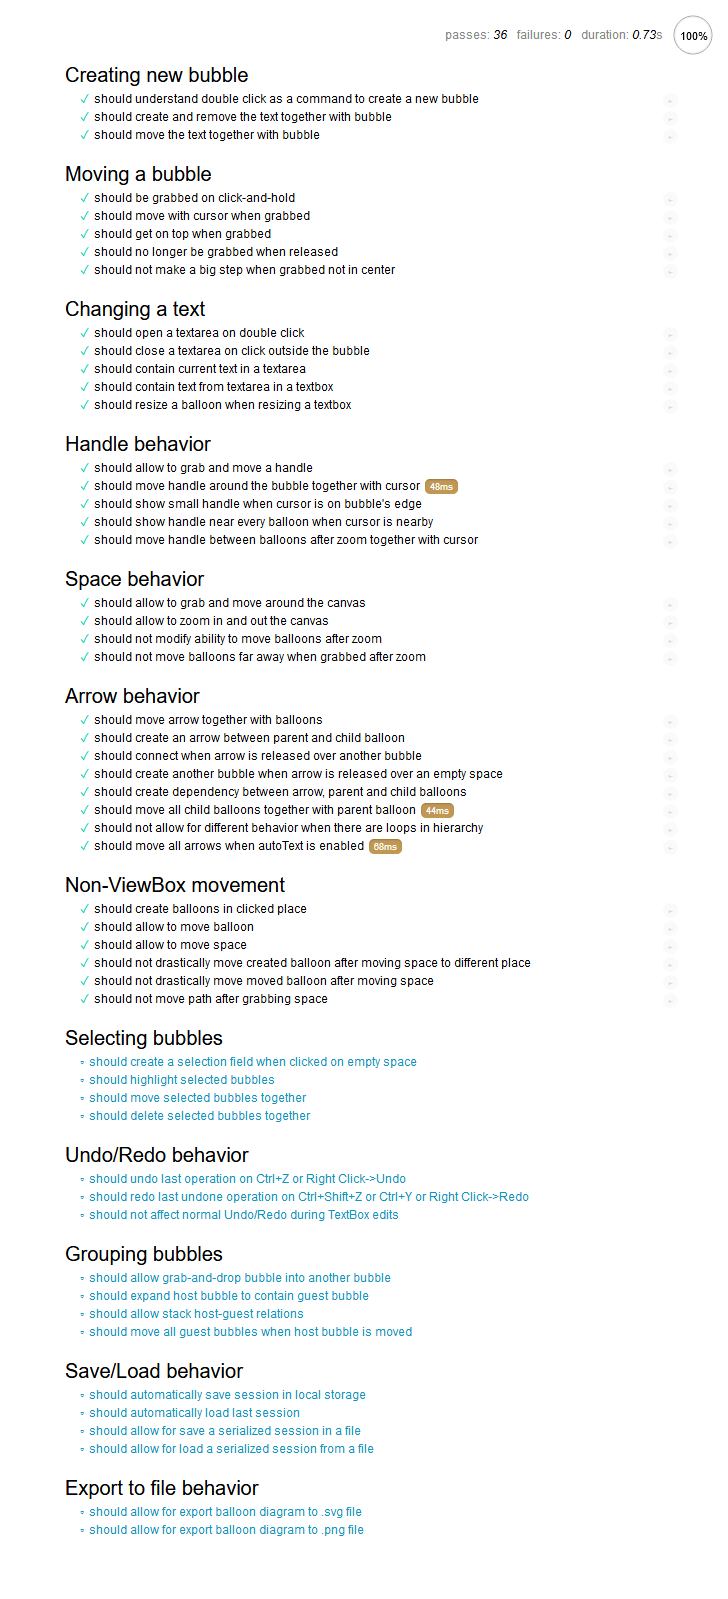 passes: 36 failures: 0 duration: 0.73s 100%
Creating new bubble
✓ should understand double click as a command to create a new bubble
✓ should create and remove the text together with bubble
✓ should move the text together with bubble
Moving a bubble
✓ should be grabbed on click-and-hold
✓ should move with cursor when grabbed
✓ should get on top when grabbed
✓ should no longer be grabbed when released
✓ should not make a big step when grabbed not in center
Changing a text
✓ should open a textarea on double click
✓ should close a textarea on click outside the bubble
✓ should contain current text in a textarea
✓ should contain text from textarea in a textbox
✓ should resize a balloon when resizing a textbox
Handle behavior
✓ should allow to grab and move a handle
✓ should move handle around the bubble together with cursor 48ms
✓ should show small handle when cursor is on bubble's edge
✓ should show handle near every balloon when cursor is nearby
✓ should move handle between balloons after zoom together with cursor
Space behavior
✓ should allow to grab and move around the canvas
✓ should allow to zoom in and out the canvas
✓ should not modify ability to move balloons after zoom
✓ should not move balloons far away when grabbed after zoom
Arrow behavior
✓ should move arrow together with balloons
✓ should create an arrow between parent and child balloon
✓ should connect when arrow is released over another bubble
✓ should create another bubble when arrow is released over an empty space
✓ should create dependency between arrow, parent and child balloons
✓ should move all child balloons together with parent balloon 44ms
✓ should not allow for different behavior when there are loops in hierarchy
✓ should move all arrows when autoText is enabled 68ms
Non-ViewBox movement
✓ should create balloons in clicked place
✓ should allow to move balloon
✓ should allow to move space
✓ should not drastically move created balloon after moving space to different place
✓ should not drastically move moved balloon after moving space
✓ should not move path after grabbing space
Selecting bubbles
◦ should create a selection field when clicked on empty space
◦ should highlight selected bubbles
◦ should move selected bubbles together
◦ should delete selected bubbles together
Undo/Redo behavior
◦ should undo last operation on Ctrl+Z or Right Click->Undo
◦ should redo last undone operation on Ctrl+Shift+Z or Ctrl+Y or Right Click->Redo
◦ should not affect normal Undo/Redo during TextBox edits
Grouping bubbles
◦ should allow grab-and-drop bubble into another bubble
◦ should expand host bubble to contain guest bubble
◦ should allow stack host-guest relations
◦ should move all guest bubbles when host bubble is moved
Save/Load behavior
◦ should automatically save session in local storage
◦ should automatically load last session
◦ should allow for save a serialized session in a file
◦ should allow for load a serialized session from a file
Export to file behavior
◦ should allow for export balloon diagram to .svg file
◦ should allow for export balloon diagram to .png file